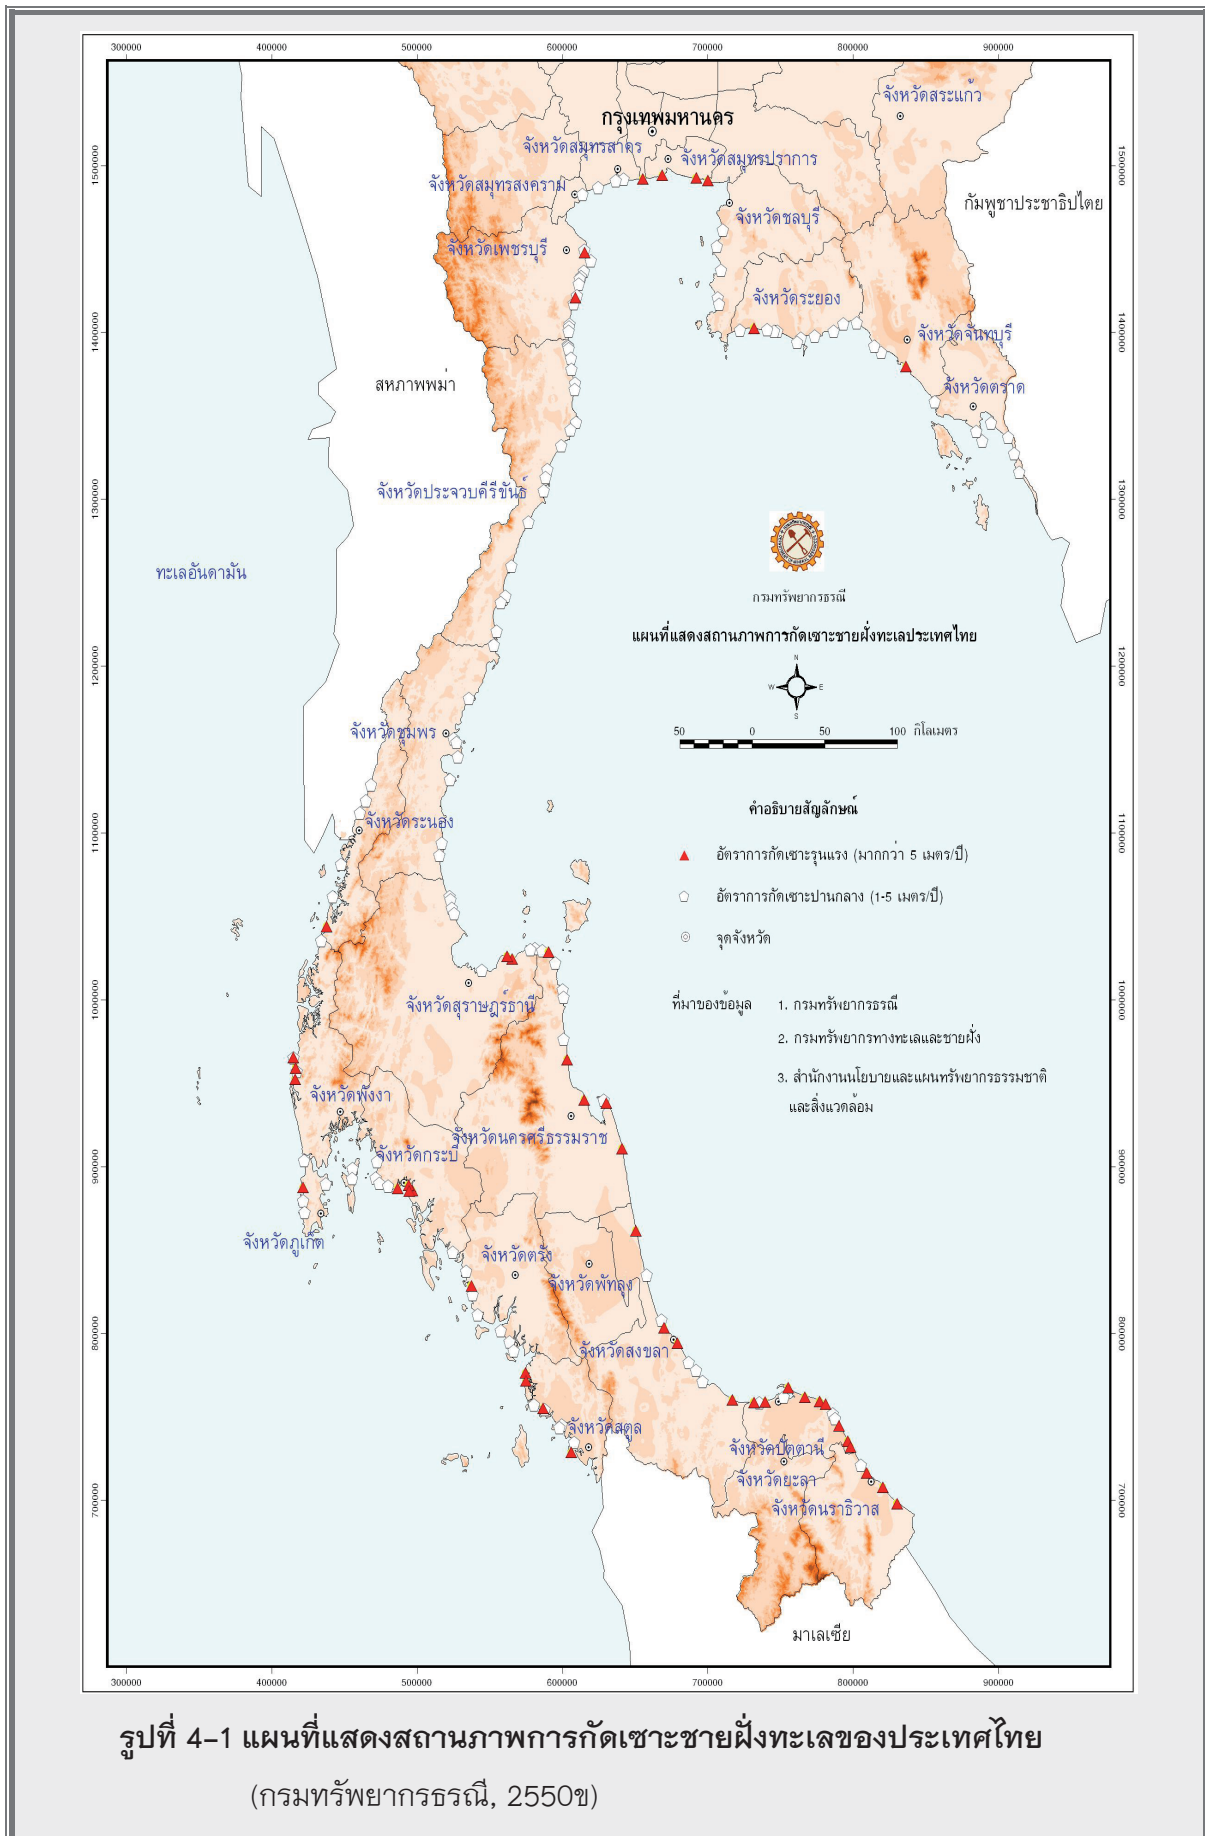 300000 400000 500000 600000 700000 800000 900000
จังหวัดสระแก้ว
กรุงเทพมหานคร
จังหวัดสมุทรสาคร
จังหวัดสมุทรปราการ
1500000 1500000
จังหวัดสมุทรสงคราม
กัมพูชาประชาธิปไตย
จังหวัดชลบุรี
จังหวัดเพชรบุรี
จังหวัดระยอง
1400000 1400000
จังหวัดจันทบุรี
สหภาพพม่า
จังหวัดตราด
จังหวัดประจวบคีรีขันธ์
1300000 1300000
ทะเลอันดามัน
กรมทรัพยากรธรณี
แผนที่แสดงสถานภาพการกัดเซาะชายฝั่งทะเลประเทศไทย
N
1200000 1200000
W E
S
จังหวัดชุมพร
50 0 50 100 กิโลเมตร
คำอธิบายสัญลักษณ์
จังหวัดระนอง
1100000 1100000
อัตราการกัดเซาะรุนแรง (มากกว่า 5 เมตร/ปี)
อัตราการกัดเซาะปานกลาง (1-5 เมตร/ปี)
จุดจังหวัด
จังหวัดสุราษฎร์ธานี
1000000 1000000
ที่มาของข้อมูล 1. กรมทรัพยากรธรณี
2. กรมทรัพยากรทางทะเลและชายฝั่ง
3. สำนักงานนโยบายและแผนทรัพยากรธรรมชาติ
และสิ่งแวดล้อม
จังหวัดพังงา
จังหวัดนครศรีธรรมราช
จังหวัดกระบี่
900000 900000
จังหวัดภูเก็ต
จังหวัดตรัง
จังหวัดพัทลุง
800000 800000
จังหวัดสงขลา
จังหวัดสตูล
จังหวัดปัตตานี
จังหวัดยะลา
700000 700000
จังหวัดนราธิวาส
มาเลเซีย
300000 400000 500000 600000 700000 800000 900000
รูปที่ 4-1 แผนที่แสดงสถานภาพการกัดเซาะชายฝั่งทะเลของประเทศไทย
(กรมทรัพยากรธรณี, 2550ข)